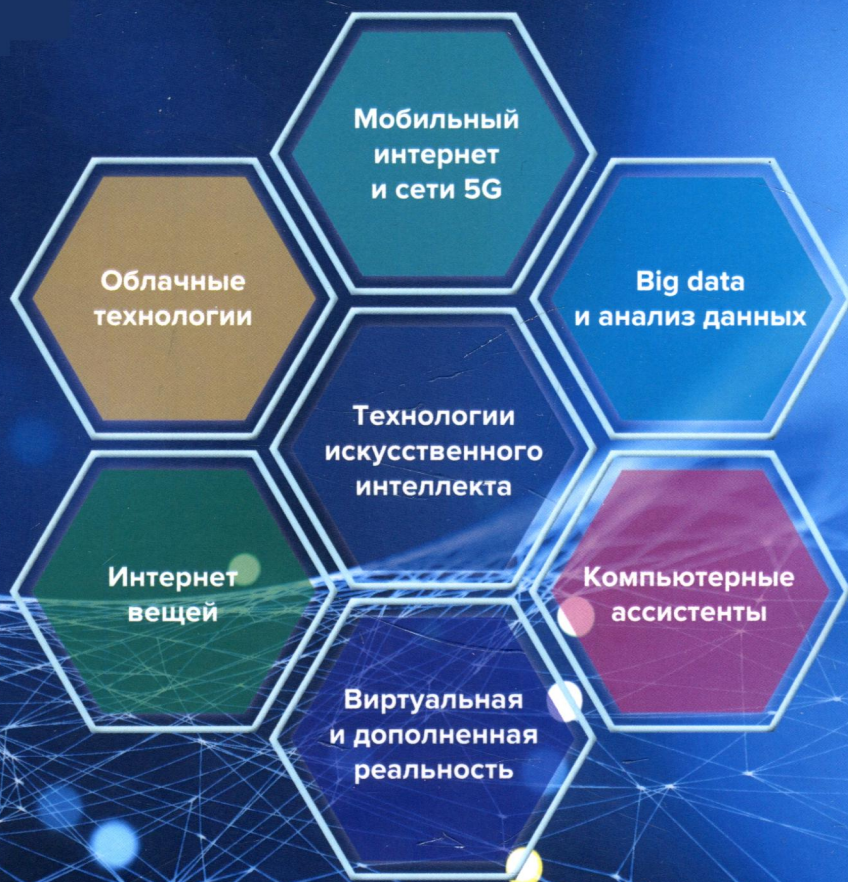 Мобильный
интернет
и сети 5G
Облачные
технологии
Big data
и анализ данных
Технологии
искусственного
интеллекта
Интернет
вещей
Компьютерные
ассистенты
Виртуальная
и дополненная
реальность